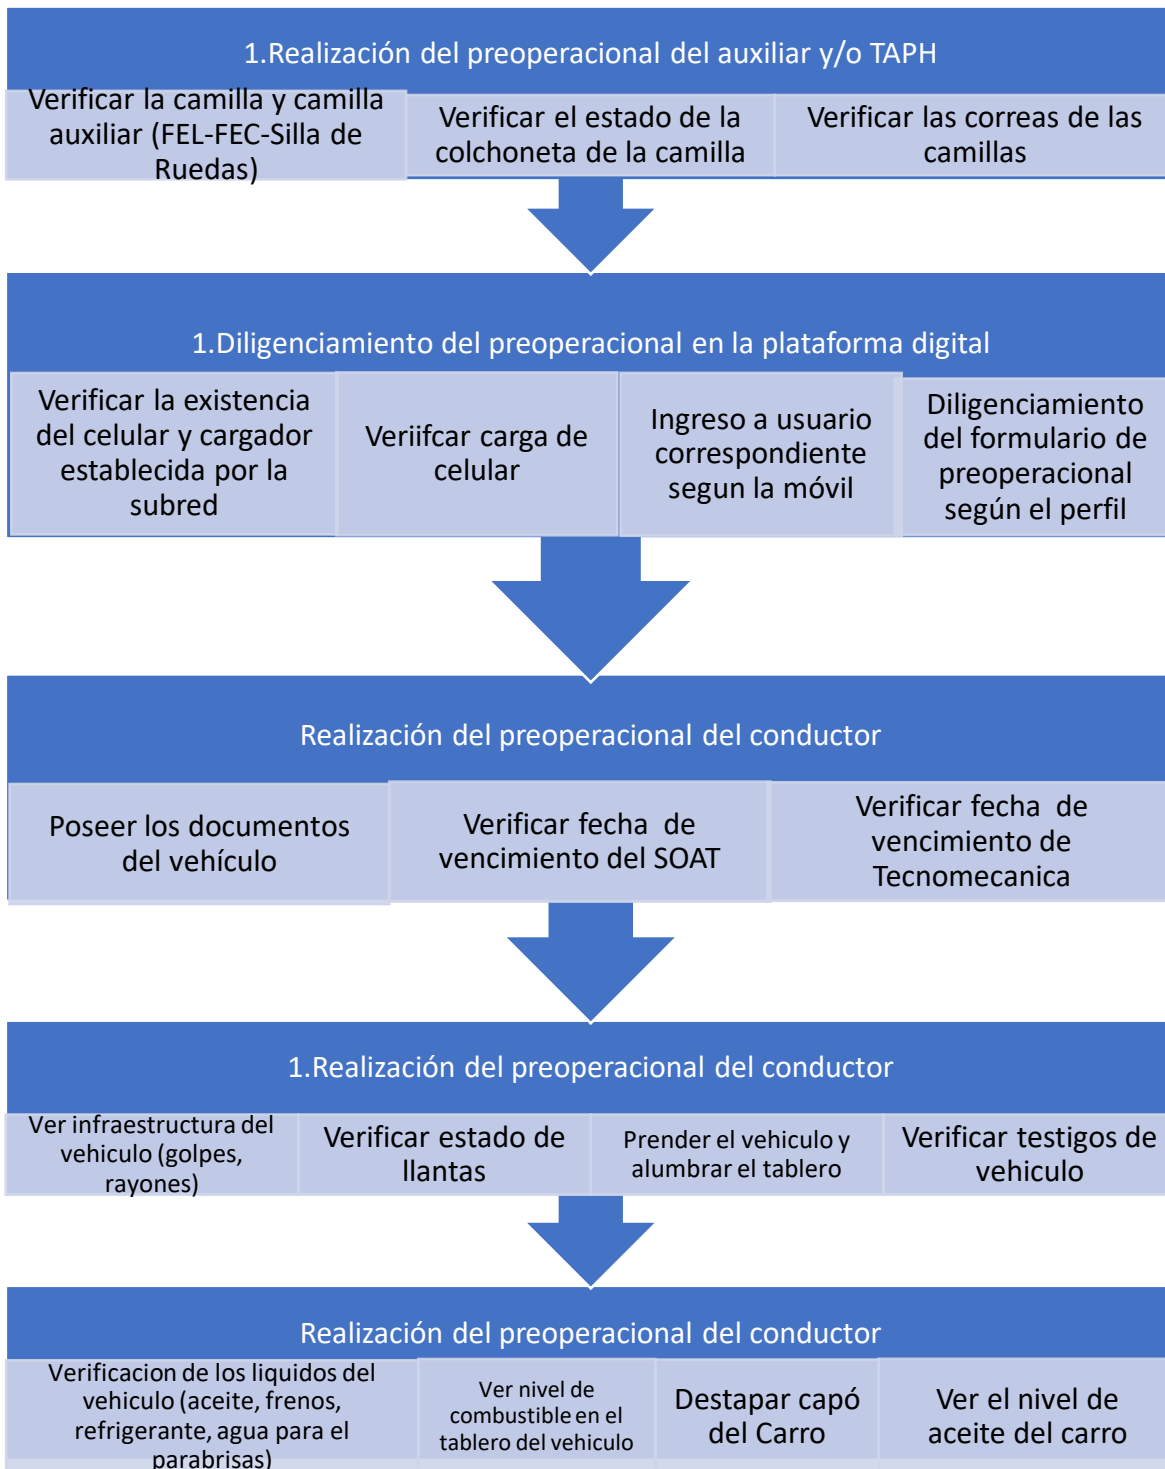 1.Realización del preoperacional del auxiliar y/o TAPH
Verificar la camilla y camilla
auxiliar (FEL-FEC-Silla de
Ruedas)
Verificar el estado de la
colchoneta de la camilla
Verificar las correas de las
camillas
1.Diligenciamiento del preoperacional en la plataforma digital
Verificar la existencia
del celular y cargador
establecida por la
subred
Veriifcar carga de
celular
Ingreso a usuario
correspondiente
segun la móvil
Diligenciamiento
del formulario de
preoperacional
según el perfil
Realización del preoperacional del conductor
Poseer los documentos
del vehículo
Verificar fecha de
vencimiento del SOAT
Verificar fecha de
vencimiento de
Tecnomecanica
1.Realización del preoperacional del conductor
Ver infraestructura del
vehiculo (golpes,
rayones)
Verificar estado de
llantas
Prender el vehiculo y
alumbrar el tablero
Verificar testigos de
vehiculo
Realización del preoperacional del conductor
Verificacion de los liquidos del
vehiculo (aceite, frenos,
refrigerante, agua para el
parabrisas)
Ver nivel de
combustible en el
tablero del vehiculo
Destapar capó
del Carro
Ver el nivel de
aceite del carro